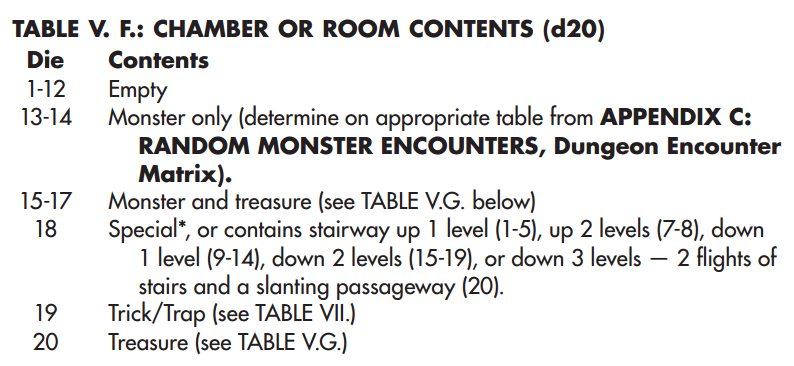 TABLE V. F.: CHAMBER OR ROOM CONTENTS (d20)
Die Contents
1-12 Empty
13-14 Monster only (determine on appropriate table from APPENDIX C:
RANDOM MONSTER ENCOUNTERS, Dungeon Encounter
Matrix).
15-17 Monster and treasure (see TABLE V.G. below)
18 Special*, or contains stairway up 1 level (1-5), up 2 levels (7-8), down
1 level (9-14), down 2 levels (15-19), or down 3 levels — 2 flights of
stairs and a slanting passageway (20).
19 Trick/Trap (see TABLE VII.)
20 Treasure (see TABLE V.G.)